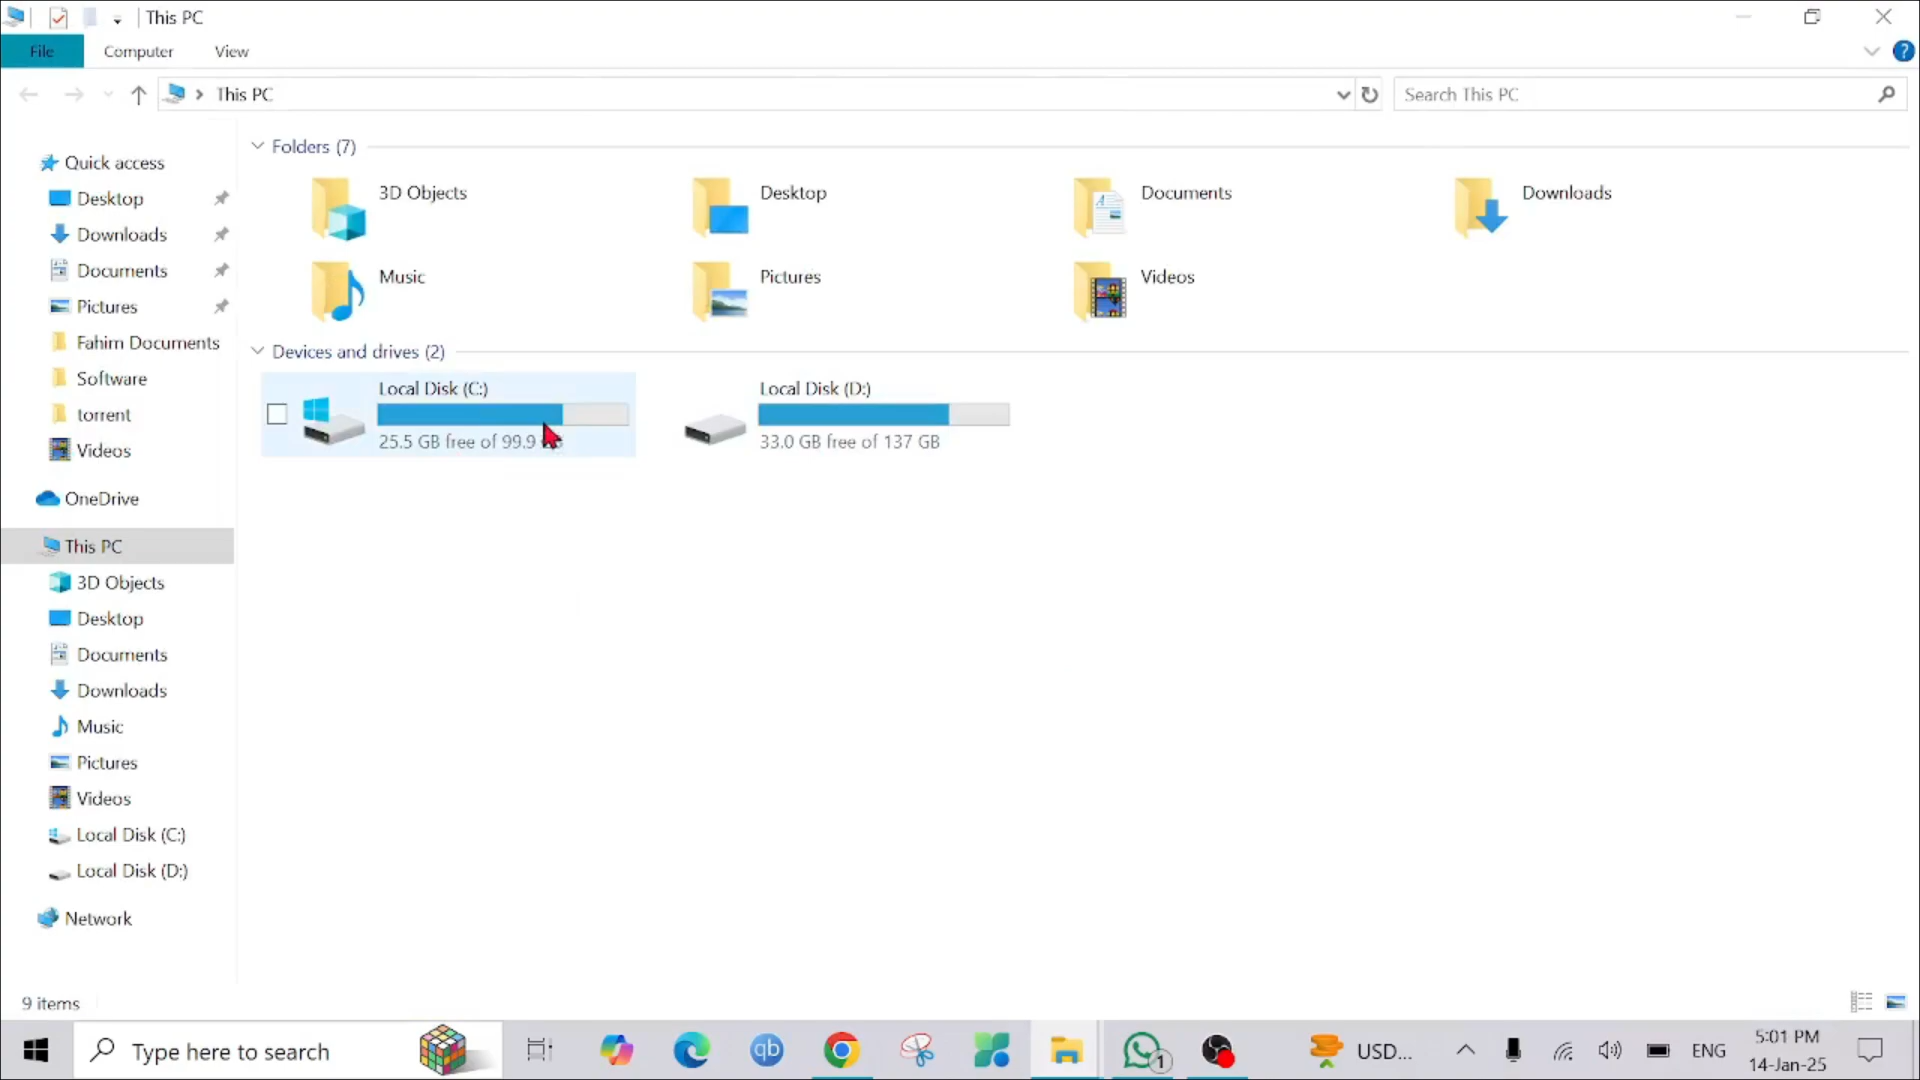 This PC
File Computer View
This PC
Search This PC
Quick access
Desktop
Downloads
Documents
Pictures
Fahim Documents
Software
torrent
Videos
OneDrive
This PC
3D Objects
Desktop
Documents
Downloads
Music
Pictures
Videos
Local Disk (C:)
Local Disk (D:)
Network
Folders (7)
3D Objects
Desktop
Documents
Downloads
Music
Pictures
Videos
Devices and drives (2)
Local Disk (C:)
25.5 GB free of 99.9
Local Disk (D:)
33.0 GB free of 137 GB
9 items
Type here to search
qb
1
USD...
ENG
5:01 PM
14-Jan-25